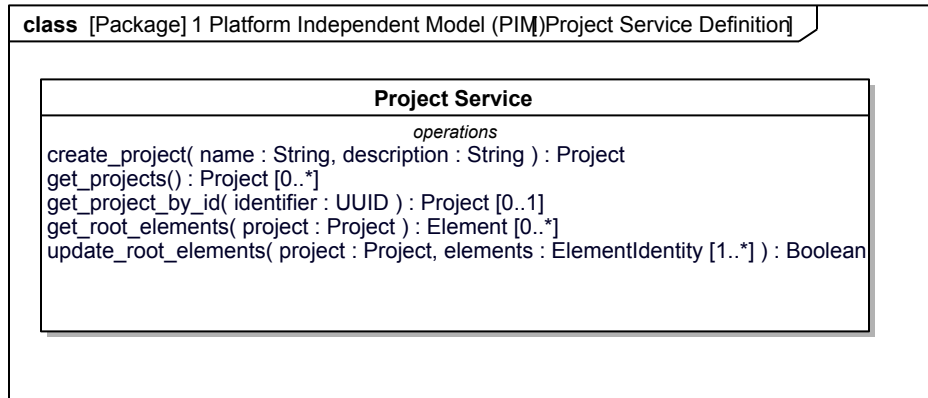 class [Package] 1 Platform Independent Model (PIM)[Project Service Definition]
Project Service
operations
create_project( name : String, description : String ) : Project
get_projects() : Project [0..*]
get_project_by_id( identifier : UUID ) : Project [0..1]
get_root_elements( project : Project ) : Element [0..*]
update_root_elements( project : Project, elements : ElementIdentity [1..*] ) : Boolean